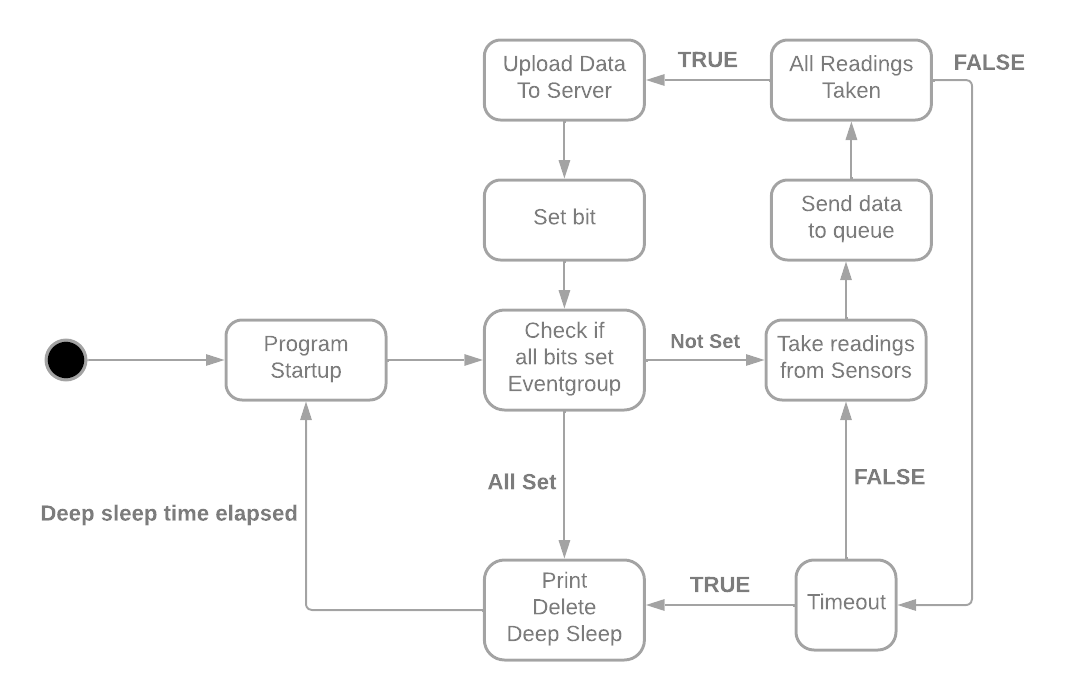 Upload Data
To Server
TRUE
All Readings
Taken
FALSE
Set bit
Send data
to queue
Program
Startup
Check if
all bits set
Eventgroup
Not Set
Take readings
from Sensors
All Set
FALSE
Deep sleep time elapsed
Print
Delete
Deep Sleep
TRUE
Timeout